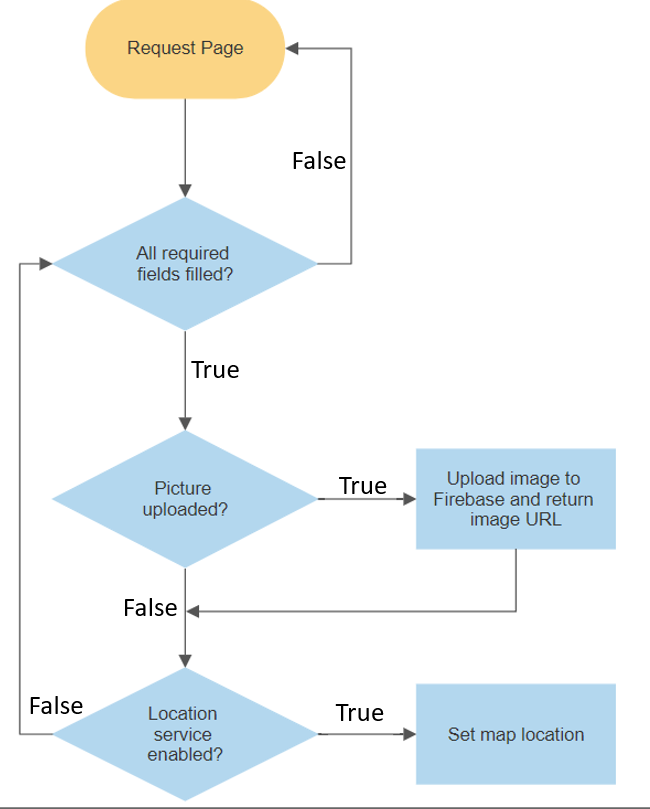 Request Page
False
All required
fields filled?
True
Picture
uploaded?
True
Upload image to
Firebase and return
image URL
False
False
Location
service
enabled?
True
Set map location